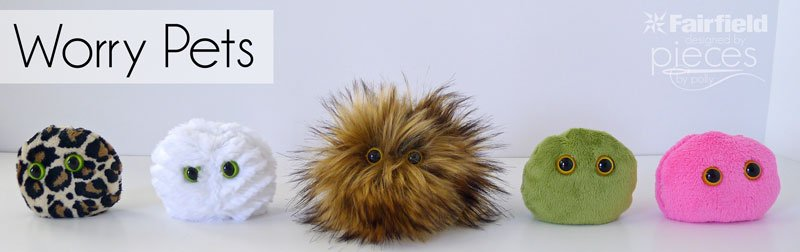 Worry Pets
Fairfield
designed by
pieces
by polly